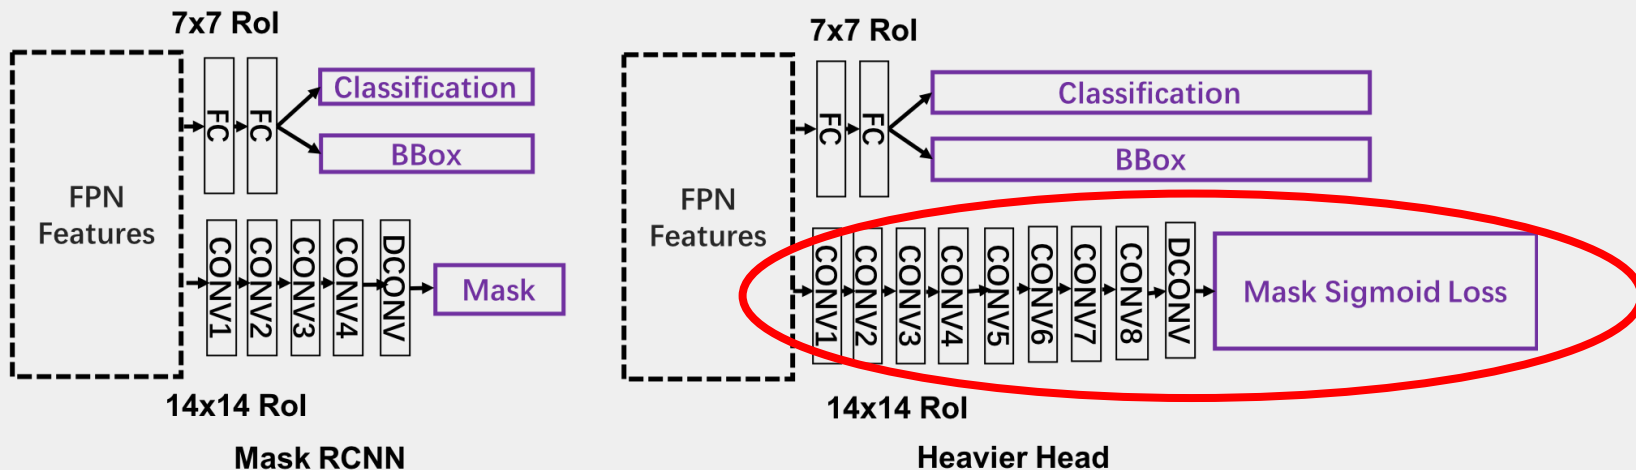 7x7 RoI
FPN
Features
FC
FC
Classification
BBox
CONV1
CONV2
CONV3
CONV4
DCONV
Mask
14x14 RoI
Mask RCNN
7x7 RoI
FPN
Features
FC
FC
Classification
BBox
CONV1
CONV2
CONV3
CONV4
CONV5
CONV6
CONV7
CONV8
DCONV
Mask Sigmoid Loss
14x14 RoI
Heavier Head